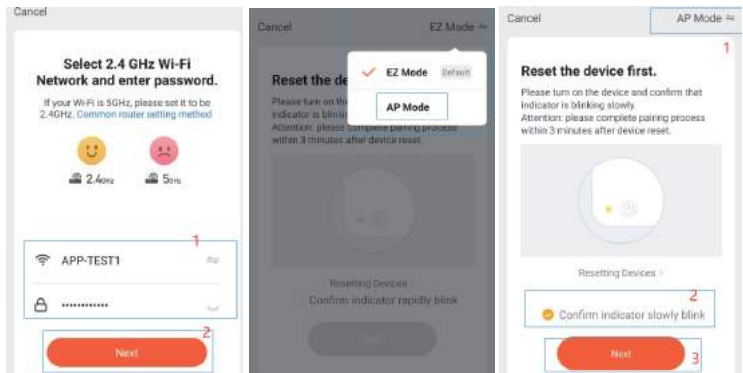 Cancel
Select 2.4 GHz Wi-Fi
Network and enter password.
If your Wi-Fi is 5GHz, please set it to be
2.4GHz. Common router setting method
2.4GHz
5GHz
1
APP-TEST1
2
Next
Cancel
EZ Mode
EZ Mode
Default
AP Mode
Reset the de
Please turn on the
indicator is blinkin
Attention: please complete pairing process
within 3 minutes after device reset.
Resetting Devices
Confirm indicator rapidly blink
Next
Cancel
AP Mode
1
Reset the device first.
Please turn on the device and confirm that
indicator is blinking slowly.
Attention: please complete pairing process
within 3 minutes after device reset.
Resetting Devices >
2
Confirm indicator slowly blink
Next
3